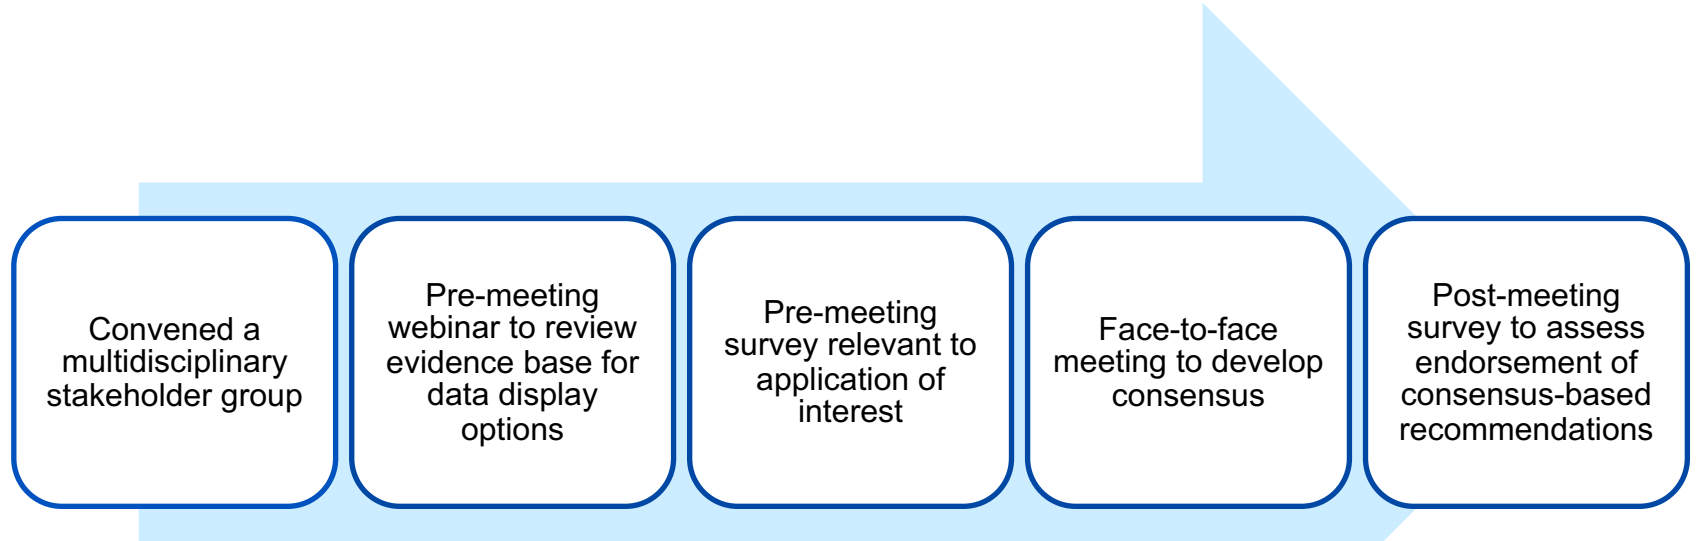 Convened a
multidisciplinary
stakeholder group
Pre-meeting
webinar to review
evidence base for
data display
options
Pre-meeting
survey relevant to
application of
interest
Face-to-face
meeting to develop
consensus
Post-meeting
survey to assess
endorsement of
consensus-based
recommendations